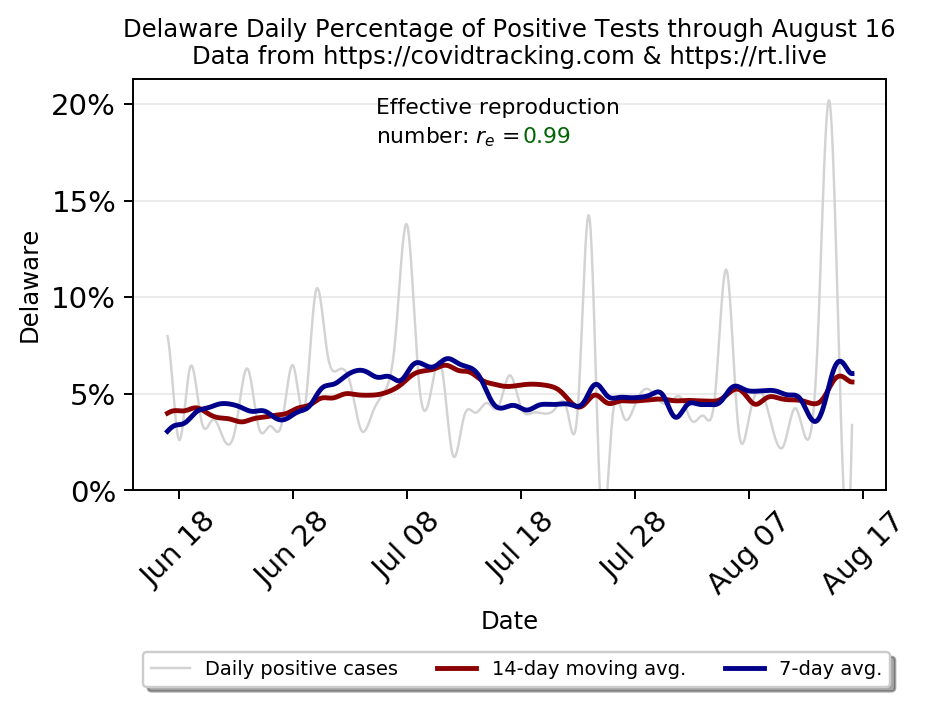 Delaware Daily Percentage of Positive Tests through August 16
Data from https://covidtracking.com & https://rt.live
Effective reproduction
number: rₑ =0.99
20%
15%
10%
5%
0%
Delaware
Jun 18
Jun 28
Jul 08
Jul 18
Jul 28
Aug 07
Aug 17
Date
Daily positive cases
14-day moving avg.
7-day avg.